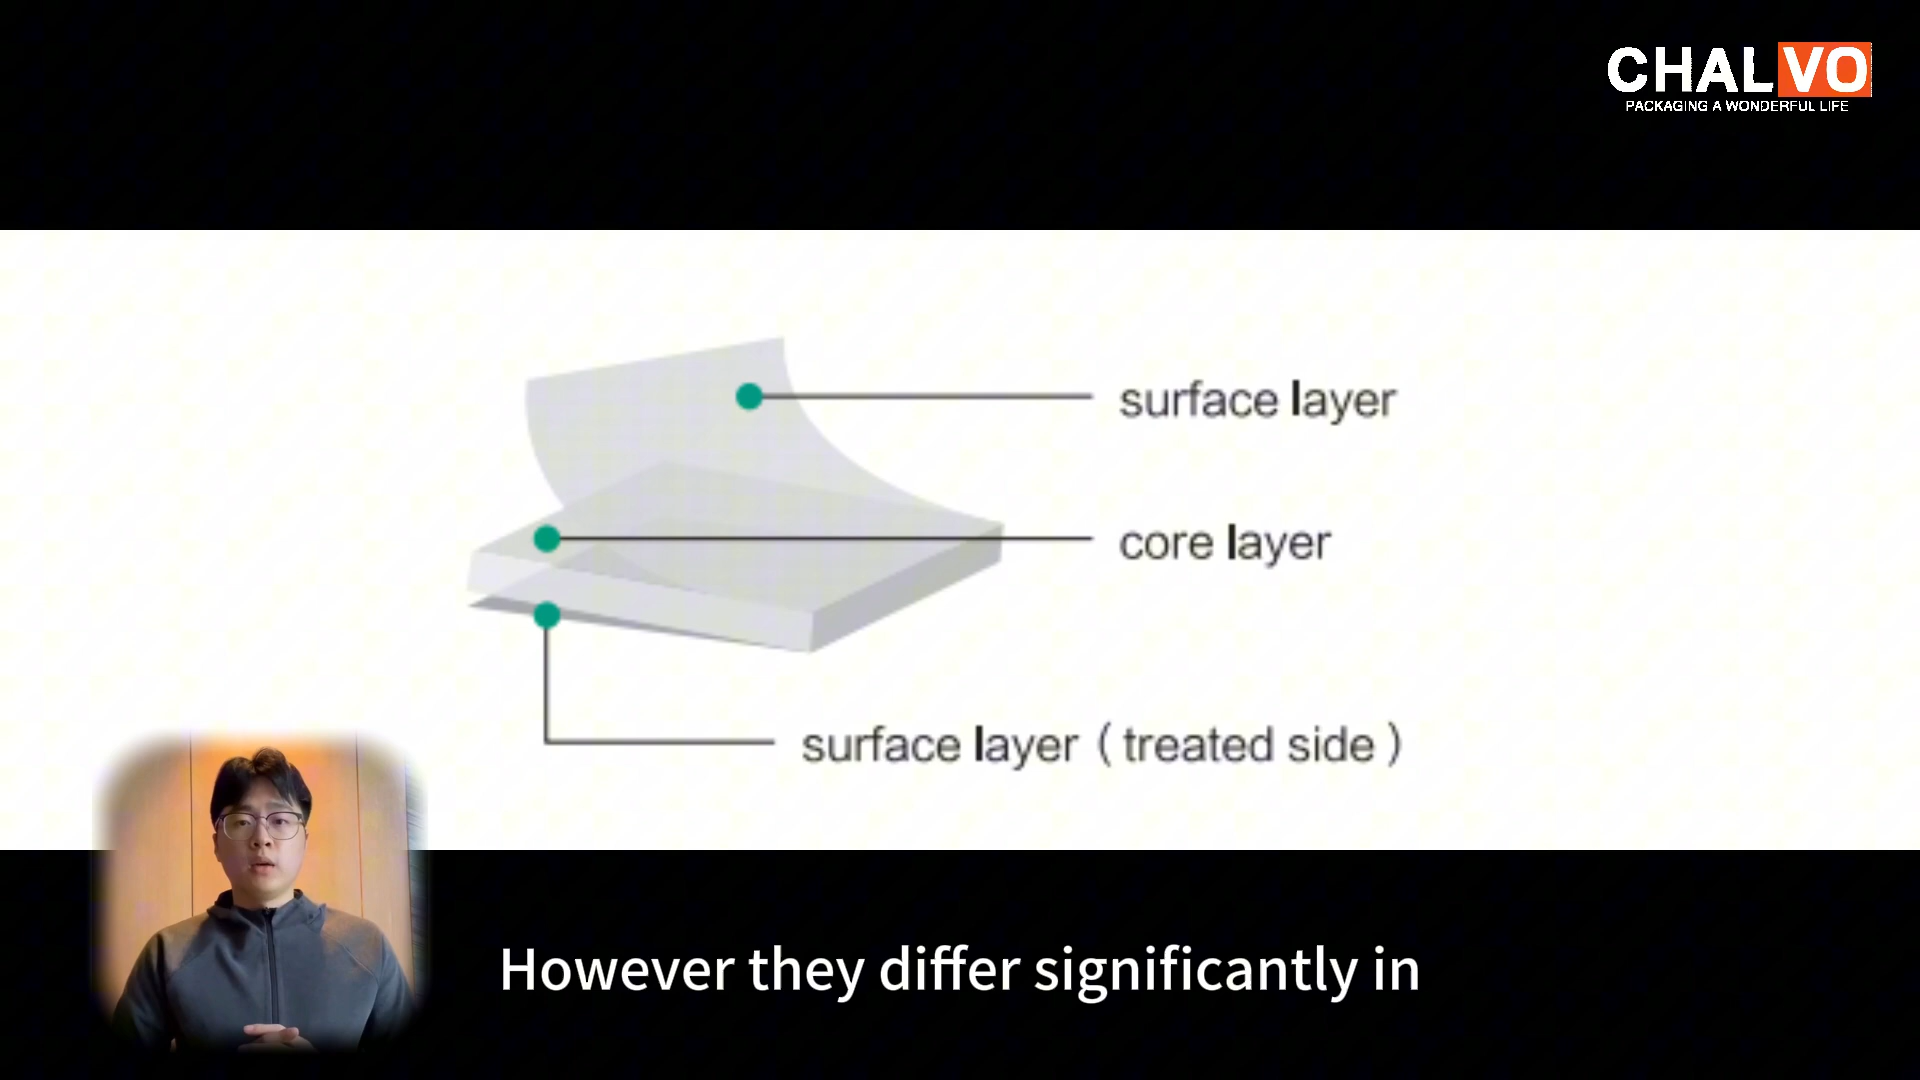 CHALVO
PACKAGING A WONDERFUL LIFE
surface layer
core layer
surface layer ( treated side )
However they differ significantly in